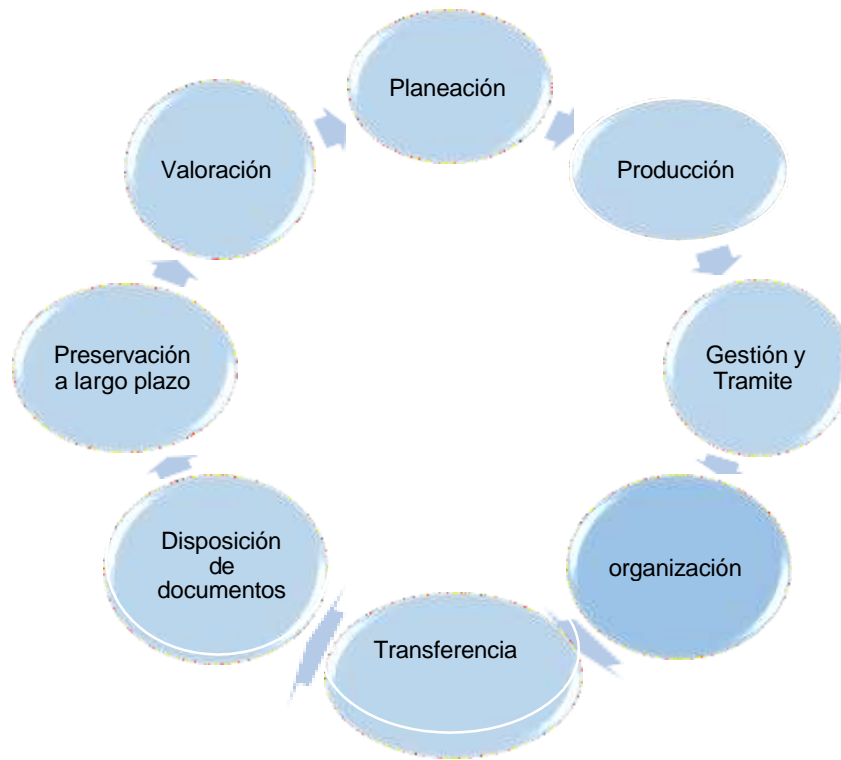 Planeación
Producción
Gestión y
Tramite
organización
Transferencia
Disposición
de
documentos
Preservación
a largo plazo
Valoración